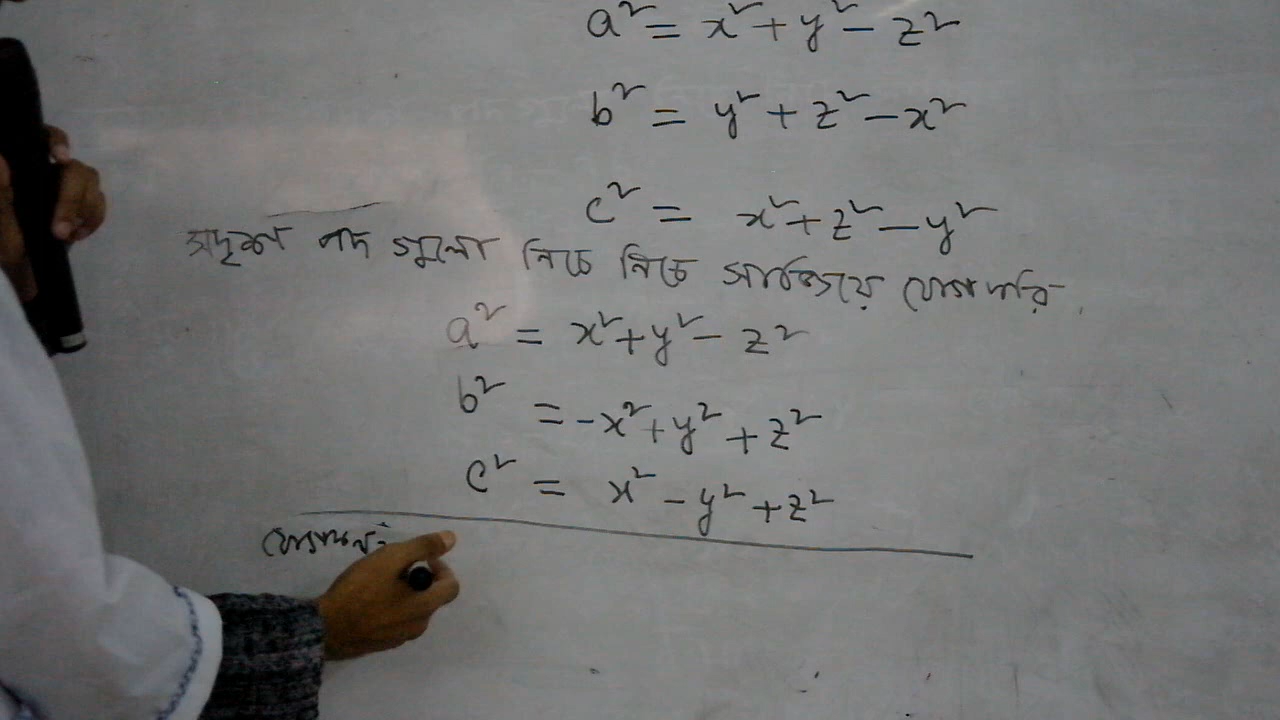 a² = x² + y² - z²
b² = y² + z² - x²
c² = x² + z² - y²
সদৃশ পদ গুলো নিচে নিচে সাজিয়ে যোগ করি
a² = x² + y² - z²
b² = -x² + y² + z²
c² = x² - y² + z²
যোগফল: